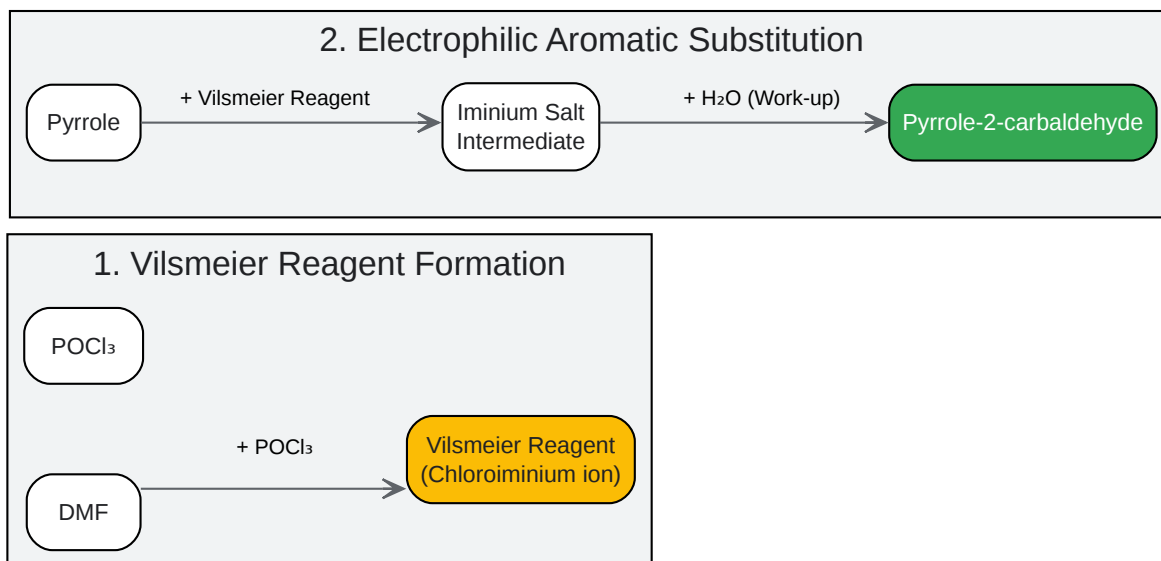 2. Electrophilic Aromatic Substitution
+ Vilsmeier Reagent
+ H₂O (Work-up)
Pyrrole
Iminium Salt
Intermediate
Pyrrole-2-carbaldehyde
1. Vilsmeier Reagent Formation
POCl₃
+ POCl₃
Vilsmeier Reagent
(Chloroiminium ion)
DMF